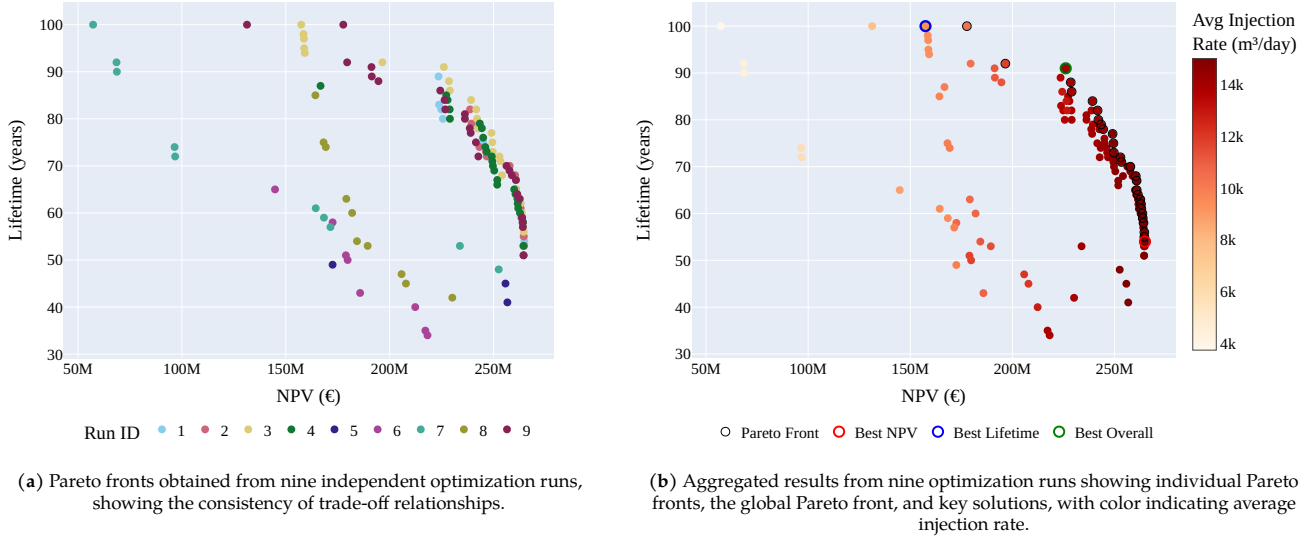 100
90
80
70
60
50
40
30
Lifetime (years)
50M 100M 150M 200M 250M
NPV (€)
Run ID 1 2 3 4 5 6 7 8 9
(a) Pareto fronts obtained from nine independent optimization runs,
showing the consistency of trade-off relationships.
100
90
80
70
60
50
40
30
Lifetime (years)
50M 100M 150M 200M 250M
NPV (€)
Avg Injection
Rate (m³/day)
14k
12k
10k
8k
6k
4k
Pareto Front Best NPV Best Lifetime Best Overall
(b) Aggregated results from nine optimization runs showing individual Pareto
fronts, the global Pareto front, and key solutions, with color indicating average
injection rate.